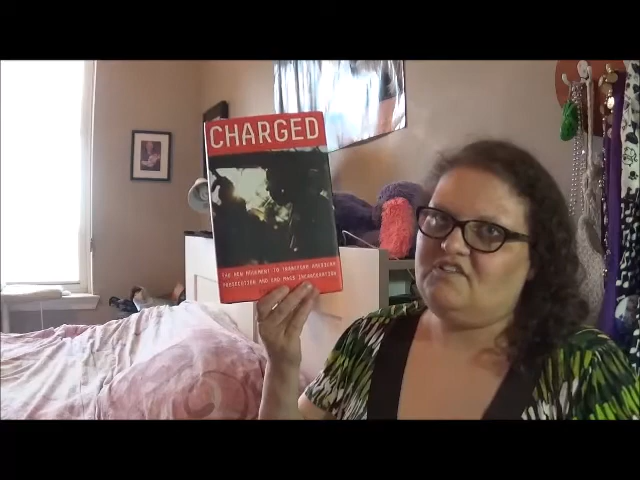 CHARGED
THE NEW MOVEMENT TO TRANSFORM AMERICAN
PROSECUTION AND END MASS INCARCERATION